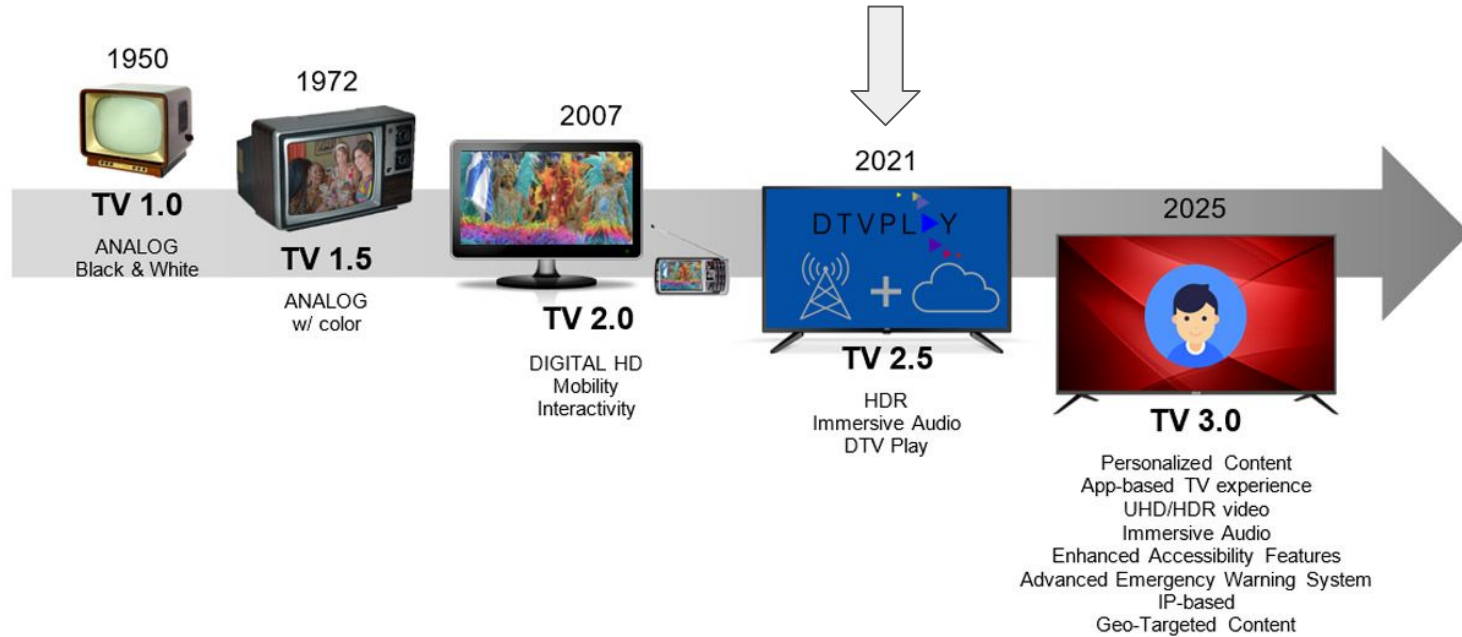 1950
TV 1.0
ANALOG
Black & White
1972
TV 1.5
ANALOG
w/ color
2007
TV 2.0
DIGITAL HD
Mobility
Interactivity
2021
DTVPLAY
TV 2.5
HDR
Immersive Audio
DTV Play
2025
TV 3.0
Personalized Content
App-based TV experience
UHD/HDR video
Immersive Audio
Enhanced Accessibility Features
Advanced Emergency Warning System
IP-based
Geo-Targeted Content